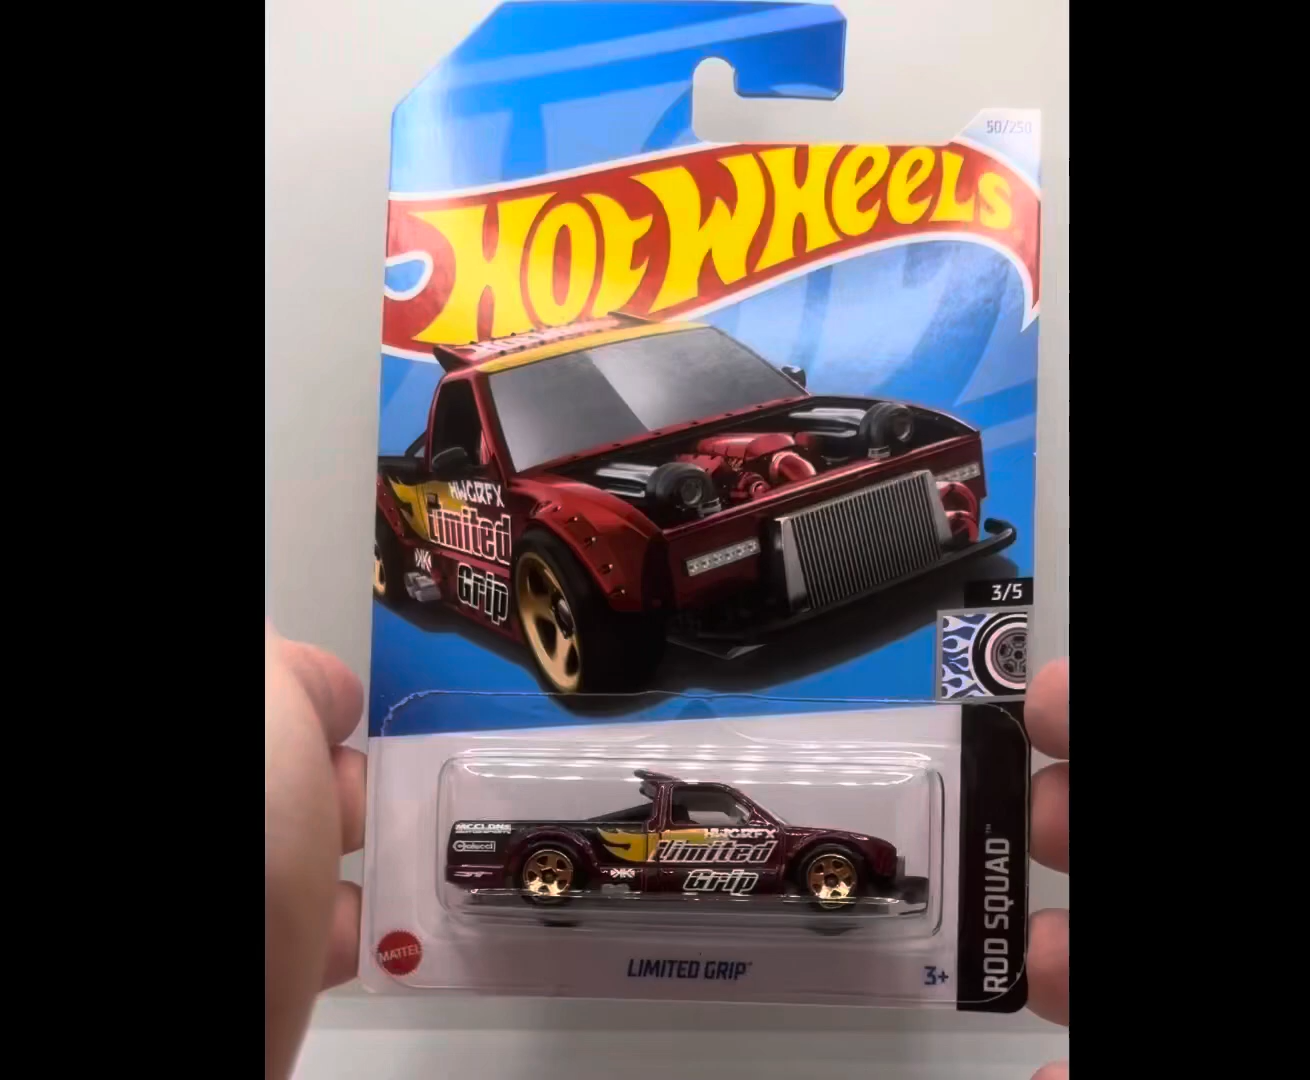 50/250
HOT WHEELS
HWGRFX
Limited
Grip
3/5
HWGRFX
Limited
Grip
ROD SQUAD™
MATTEL
LIMITED GRIP™
3+